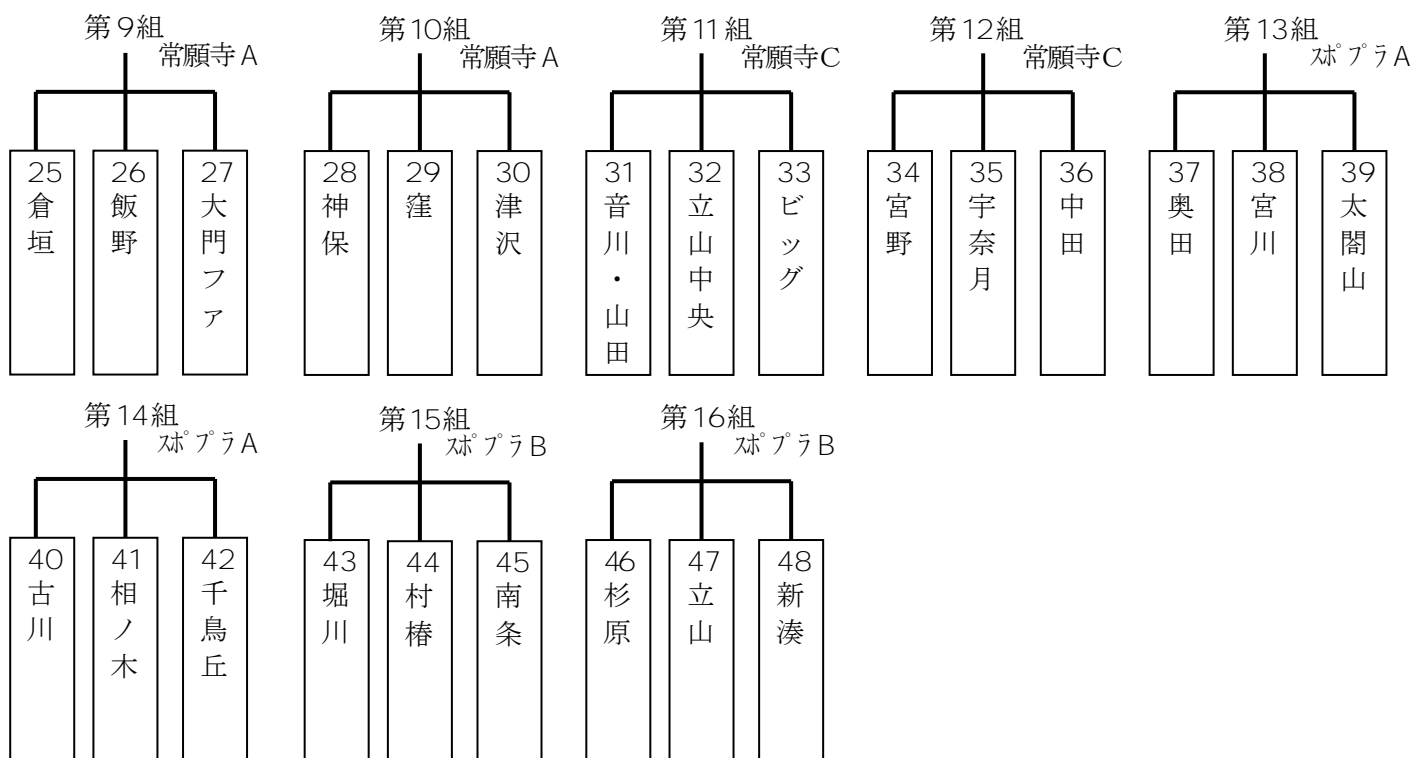 第9組
常願寺A
25
倉垣
26
飯野
27
大門ファ
第10組
常願寺A
28
神保
29
窪
30
津沢
第11組
常願寺C
31
音川・山田
32
立山中央
33
ビッグ
第12組
常願寺C
34
宮野
35
宇奈月
36
中田
第13組
スポプラA
37
奥田
38
宮川
39
太閤山
第14組
スポプラA
40
古川
41
相ノ木
42
千鳥丘
第15組
スポプラB
43
堀川
44
村椿
45
南条
第16組
スポプラB
46
杉原
47
立山
48
新湊